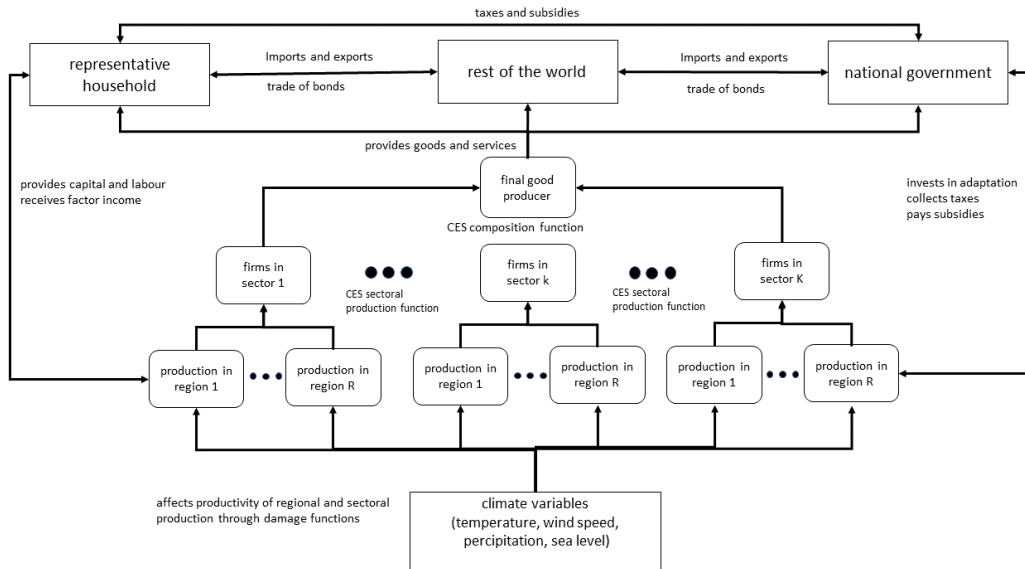 taxes and subsidies
representative
household
Imports and exports
trade of bonds
rest of the world
Imports and exports
trade of bonds
national government
provides goods and services
provides capital and labour
receives factor income
final good
producer
CES composition function
invests in adaptation
collects taxes
pays subsidies
firms in
sector 1
CES sectoral
production function
firms in
sector k
CES sectoral
production function
firms in
sector K
production in
region 1
production in
region R
production in
region 1
production in
region R
production in
region 1
production in
region R
affects productivity of regional and sectoral
production through damage functions
climate variables
(temperature, wind speed,
percipitation, sea level)